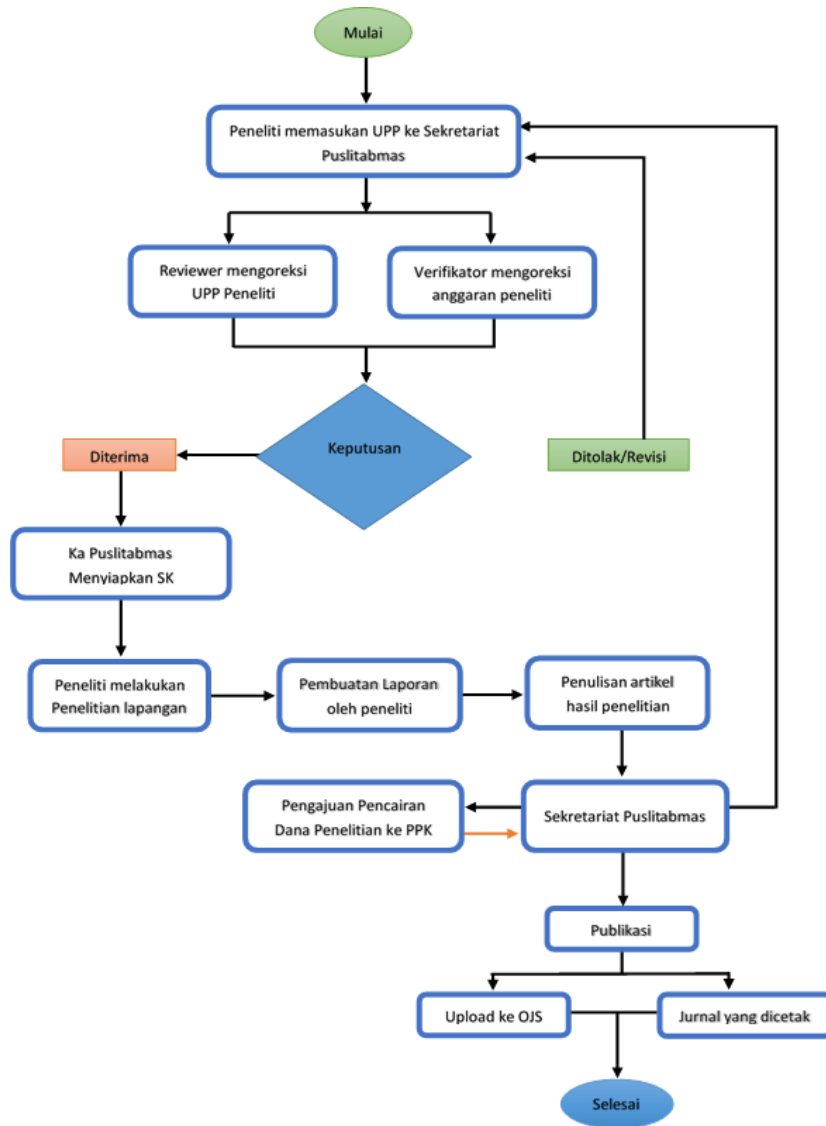 Mulai
Peneliti memasukan UPP ke Sekretariat
Puslitabmas
Reviewer mengoreksi
UPP Peneliti
Verifikator mengoreksi
anggaran peneliti
Keputusan
Diterima
Ditolak/Revisi
Ka Puslitabmas
Menyiapkan SK
Peneliti melakukan
Penelitian lapangan
Pembuatan Laporan
oleh peneliti
Penulisan artikel
hasil penelitian
Pengajuan Pencairan
Dana Penelitian ke PPK
Sekretariat Puslitabmas
Publikasi
Upload ke OJS
Jurnal yang dicetak
Selesai